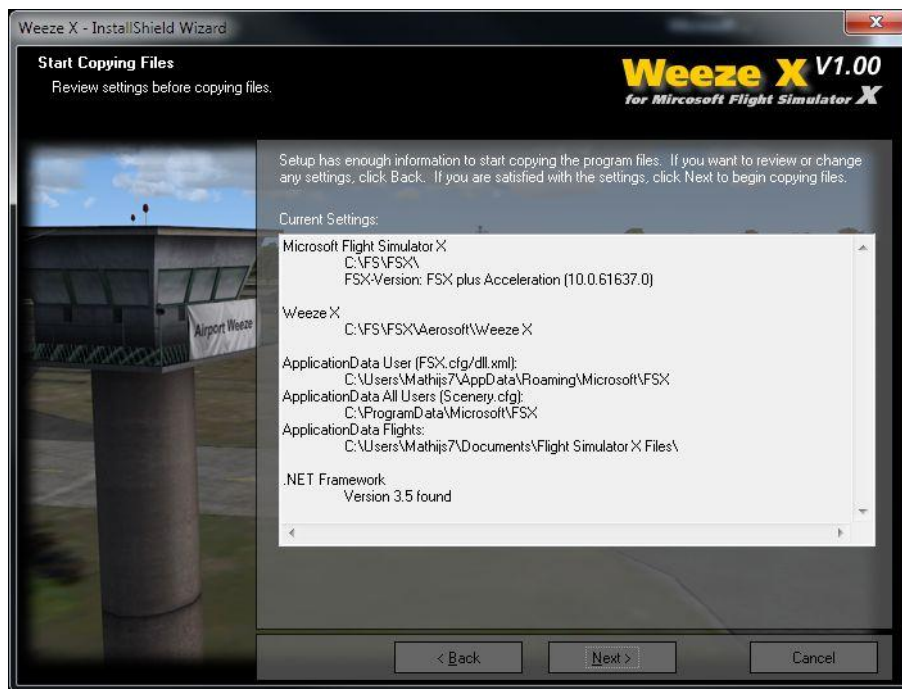 Weeze X - InstallShield Wizard
Start Copying Files
Review settings before copying files.
Weeze X V1.00
for Mircosoft Flight Simulator X
Setup has enough information to start copying the program files. If you want to review or change
any settings, click Back. If you are satisfied with the settings, click Next to begin copying files.
Current Settings:
Microsoft Flight Simulator X
C:\FS\FSX\
FSX-Version: FSX plus Acceleration (10.0.61637.0)
Weeze X
C:\FS\FSX\Aerosoft\Weeze X
ApplicationData User (FSX.cfg/dll.xml):
C:\Users\Mathijs7\AppData\Roaming\Microsoft\FSX
ApplicationData All Users (Scenery.cfg):
C:\ProgramData\Microsoft\FSX
ApplicationData Flights:
C:\Users\Mathijs7\Documents\Flight Simulator X Files\
.NET Framework
Version 3.5 found
Airport Weeze
< Back
Next >
Cancel